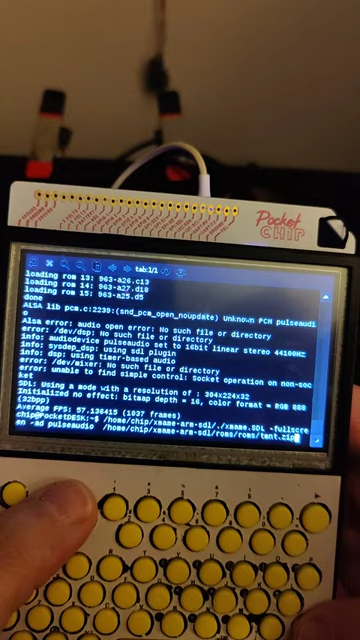 Pocket
CHIP
tab:1/1
loading rom 13: 963-a26.c13
loading rom 14: 963-a27.d18
loading rom 15: 963-a25.d5
done
ALSA lib pcm.c:2239:(snd_pcm_open_noupdate) Unknown PCM pulseaudi
o
Alsa error: audio open error: No such file or directory
error: /dev/dsp: No such file or directory
info: audiodevice pulseaudio set to 16bit linear stereo 44100Hz
info: sysdep_dsp: using sdl plugin
info: dsp: using timer-based audio
error: /dev/mixer: No such file or directory
error: unable to find simple control: Socket operation on non-soc
ket
SDL: Using a mode with a resolution of : 304x224x32
Initialized no effect: bitmap depth = 16, color format = RGB 888
(32bpp)
Average FPS: 57.136415 (1037 frames)
chip@PocketDESK:~$ /home/chip/xmame-arm-sdl/./xmame.SDL -fullscre
en -ad pulseaudio /home/chip/xmame-arm-sdl/roms/roms/tmnt.zip